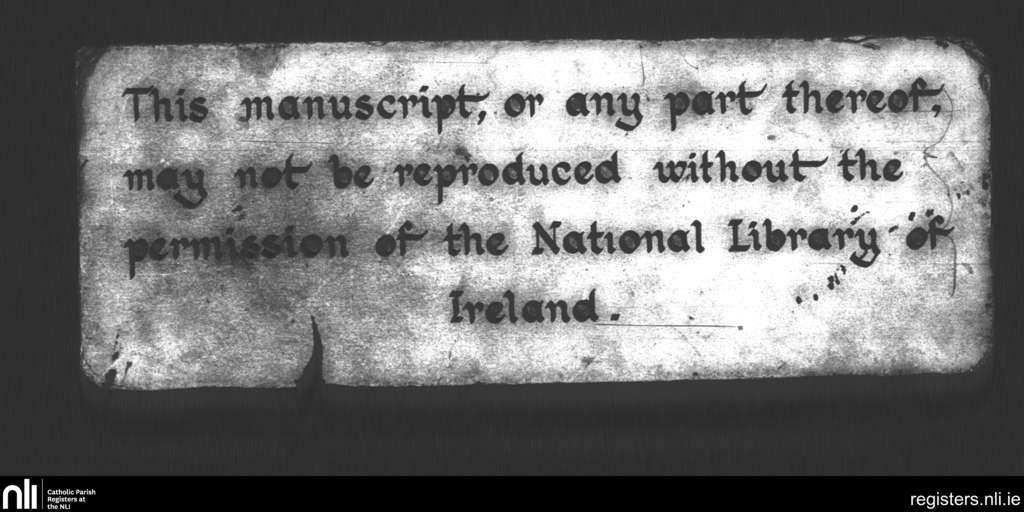 This manuscript, or any part thereof,
may not be reproduced without the
permission of the National Library of
Ireland.
nli
Catholic Parish
Registers at
the NLI
registers.nli.ie